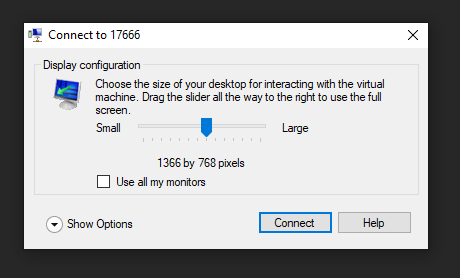 Connect to 17666
Display configuration
Choose the size of your desktop for interacting with the virtual
machine. Drag the slider all the way to the right to use the full
screen.
Small Large
1366 by 768 pixels
Use all my monitors
Show Options Connect Help